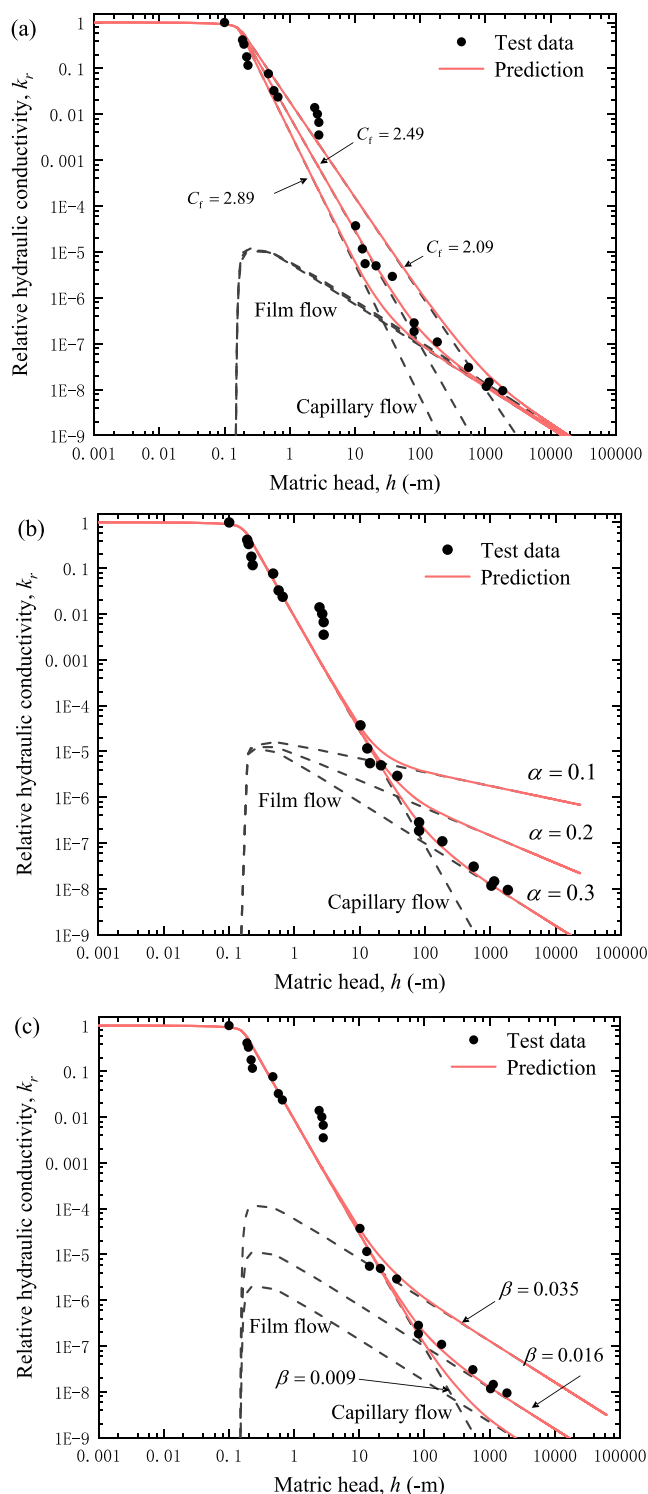 (a)
Test data
Prediction
C_f = 2.49
C_f = 2.89
C_f = 2.09
Film flow
Capillary flow
Relative hydraulic conductivity, k_r
1
0.1
0.01
0.001
1E-4
1E-5
1E-6
1E-7
1E-8
1E-9
0.001 0.01 0.1 1 10 100 1000 10000 100000
Matric head, h (-m)
(b)
Test data
Prediction
α = 0.1
α = 0.2
α = 0.3
Film flow
Capillary flow
Relative hydraulic conductivity, k_r
1
0.1
0.01
0.001
1E-4
1E-5
1E-6
1E-7
1E-8
1E-9
0.001 0.01 0.1 1 10 100 1000 10000 100000
Matric head, h (-m)
(c)
Test data
Prediction
β = 0.035
β = 0.016
β = 0.009
Film flow
Capillary flow
Relative hydraulic conductivity, k_r
1
0.1
0.01
0.001
1E-4
1E-5
1E-6
1E-7
1E-8
1E-9
0.001 0.01 0.1 1 10 100 1000 10000 100000
Matric head, h (-m)